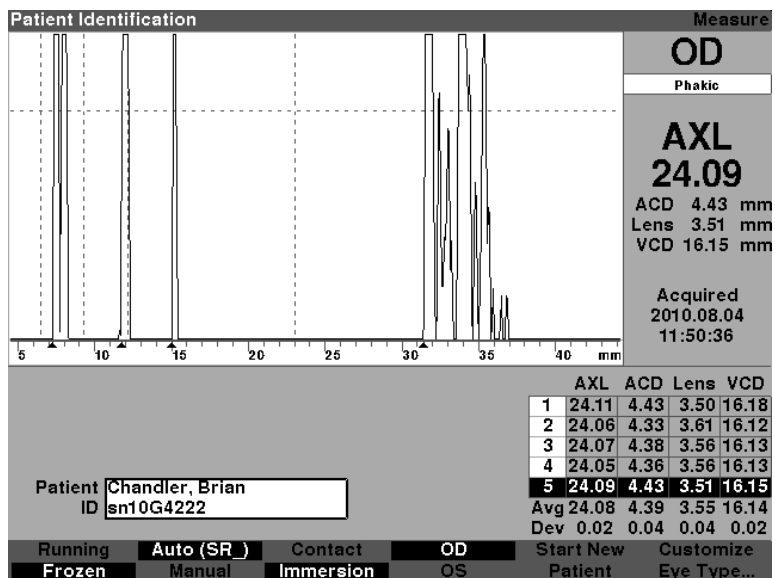 Patient Identification Measure
OD
Phakic
AXL
24.09
ACD 4.43 mm
Lens 3.51 mm
VCD 16.15 mm
Acquired
2010.08.04
11:50:36
5 10 15 20 25 30 35 40 mm
AXL ACD Lens VCD
1 24.11 4.43 3.50 16.18
2 24.06 4.33 3.61 16.12
3 24.07 4.38 3.56 16.13
4 24.05 4.36 3.56 16.13
5 24.09 4.43 3.51 16.15
Avg 24.08 4.39 3.55 16.14
Dev 0.02 0.04 0.04 0.02
Patient Chandler, Brian
ID sn10G4222
Running Auto (SR_) Contact OD Start New Customize
Frozen Manual Immersion OS Patient Eye Type...